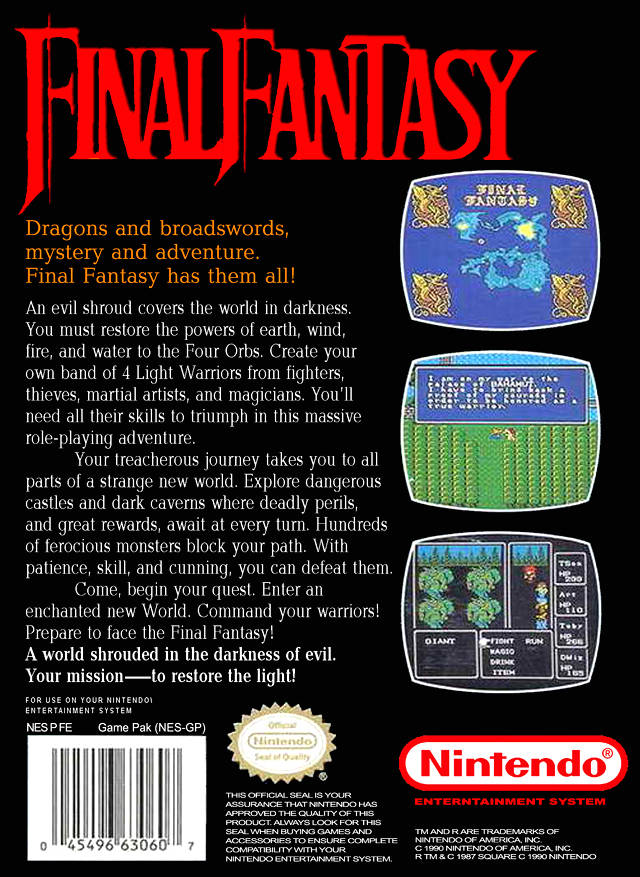 FINAL FANTASY
Dragons and broadswords,
mystery and adventure.
Final Fantasy has them all!
An evil shroud covers the world in darkness.
You must restore the powers of earth, wind,
fire, and water to the Four Orbs. Create your
own band of 4 Light Warriors from fighters,
thieves, martial artists, and magicians. You'll
need all their skills to triumph in this massive
role-playing adventure.
Your treacherous journey takes you to all
parts of a strange new world. Explore dangerous
castles and dark caverns where deadly perils,
and great rewards, await at every turn. Hundreds
of ferocious monsters block your path. With
patience, skill, and cunning, you can defeat them.
Come, begin your quest. Enter an
enchanted new World. Command your warriors!
Prepare to face the Final Fantasy!
A world shrouded in the darkness of evil.
Your mission—to restore the light!
FINAL
FANTASY
BAHAMUT
GIANT
FIGHT RUN
MAGIC
DRINK
ITEM
HP
200
HP
110
Toby
HP
266
HP
165
FOR USE ON YOUR NINTENDO\
ENTERTAINMENT SYSTEM
NES P FE Game Pak (NES-GP)
0 45496 63060 7
Official
Nintendo
Seal of Quality
®
THIS OFFICIAL SEAL IS YOUR
ASSURANCE THAT NINTENDO HAS
APPROVED THE QUALITY OF THIS
PRODUCT. ALWAYS LOOK FOR THIS
SEAL WHEN BUYING GAMES AND
ACCESSORIES TO ENSURE COMPLETE
COMPATIBILITY WITH YOUR
NINTENDO ENTERTAINMENT SYSTEM.
Nintendo®
ENTERNTAINMENT SYSTEM
TM AND R ARE TRADEMARKS OF
NINTENDO OF AMERICA, INC.
C 1990 NINTENDO OF AMERICA, INC.
R TM & C 1987 SQUARE C 1990 NINTENDO